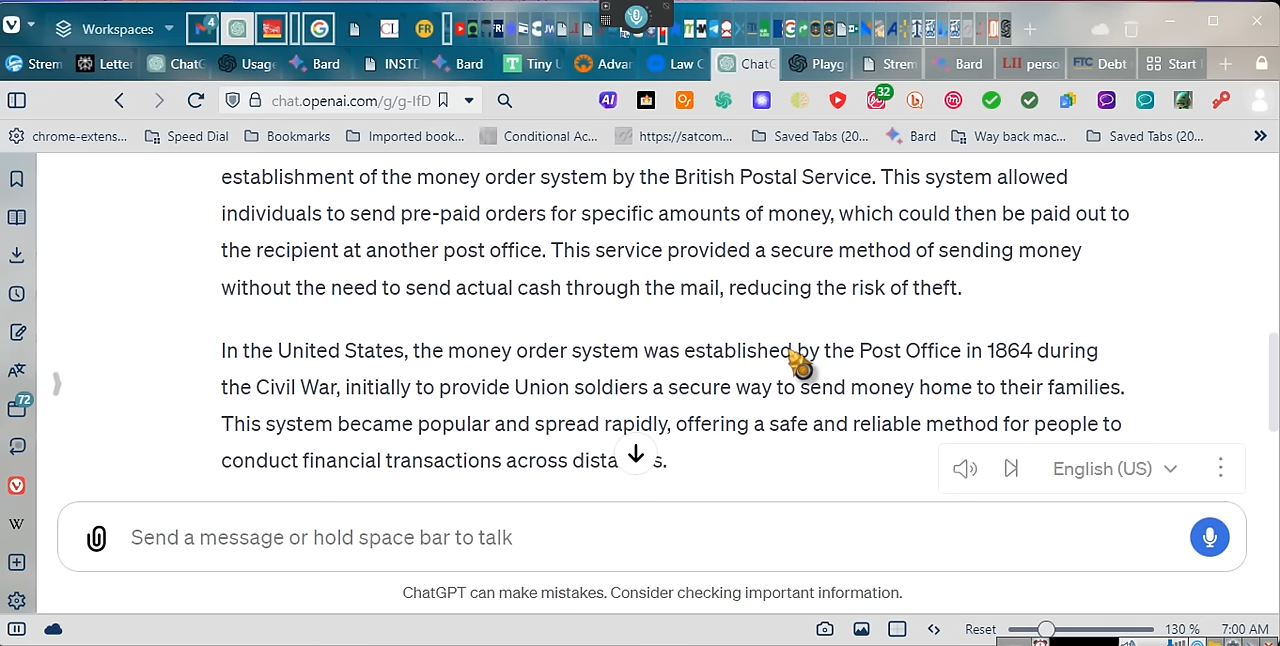 Workspaces
4
Strem
Letter
ChatG
Usage
Bard
INSTD
Bard
Tiny U
Advar
Law C
ChatG
Playg
Strem
Bard
LII perso
FTC Debt
Start
chat.openai.com/g/g-IfD
AI
32
chrome-extens...
Speed Dial
Bookmarks
Imported book...
Conditional Ac...
https://satcom...
Saved Tabs (20...
Bard
Way back mac...
Saved Tabs (20...
establishment of the money order system by the British Postal Service. This system allowed
individuals to send pre-paid orders for specific amounts of money, which could then be paid out to
the recipient at another post office. This service provided a secure method of sending money
without the need to send actual cash through the mail, reducing the risk of theft.
In the United States, the money order system was established by the Post Office in 1864 during
the Civil War, initially to provide Union soldiers a secure way to send money home to their families.
This system became popular and spread rapidly, offering a safe and reliable method for people to
conduct financial transactions across dista s.
72
W
English (US)
Send a message or hold space bar to talk
ChatGPT can make mistakes. Consider checking important information.
Reset
130 %
7:00 AM